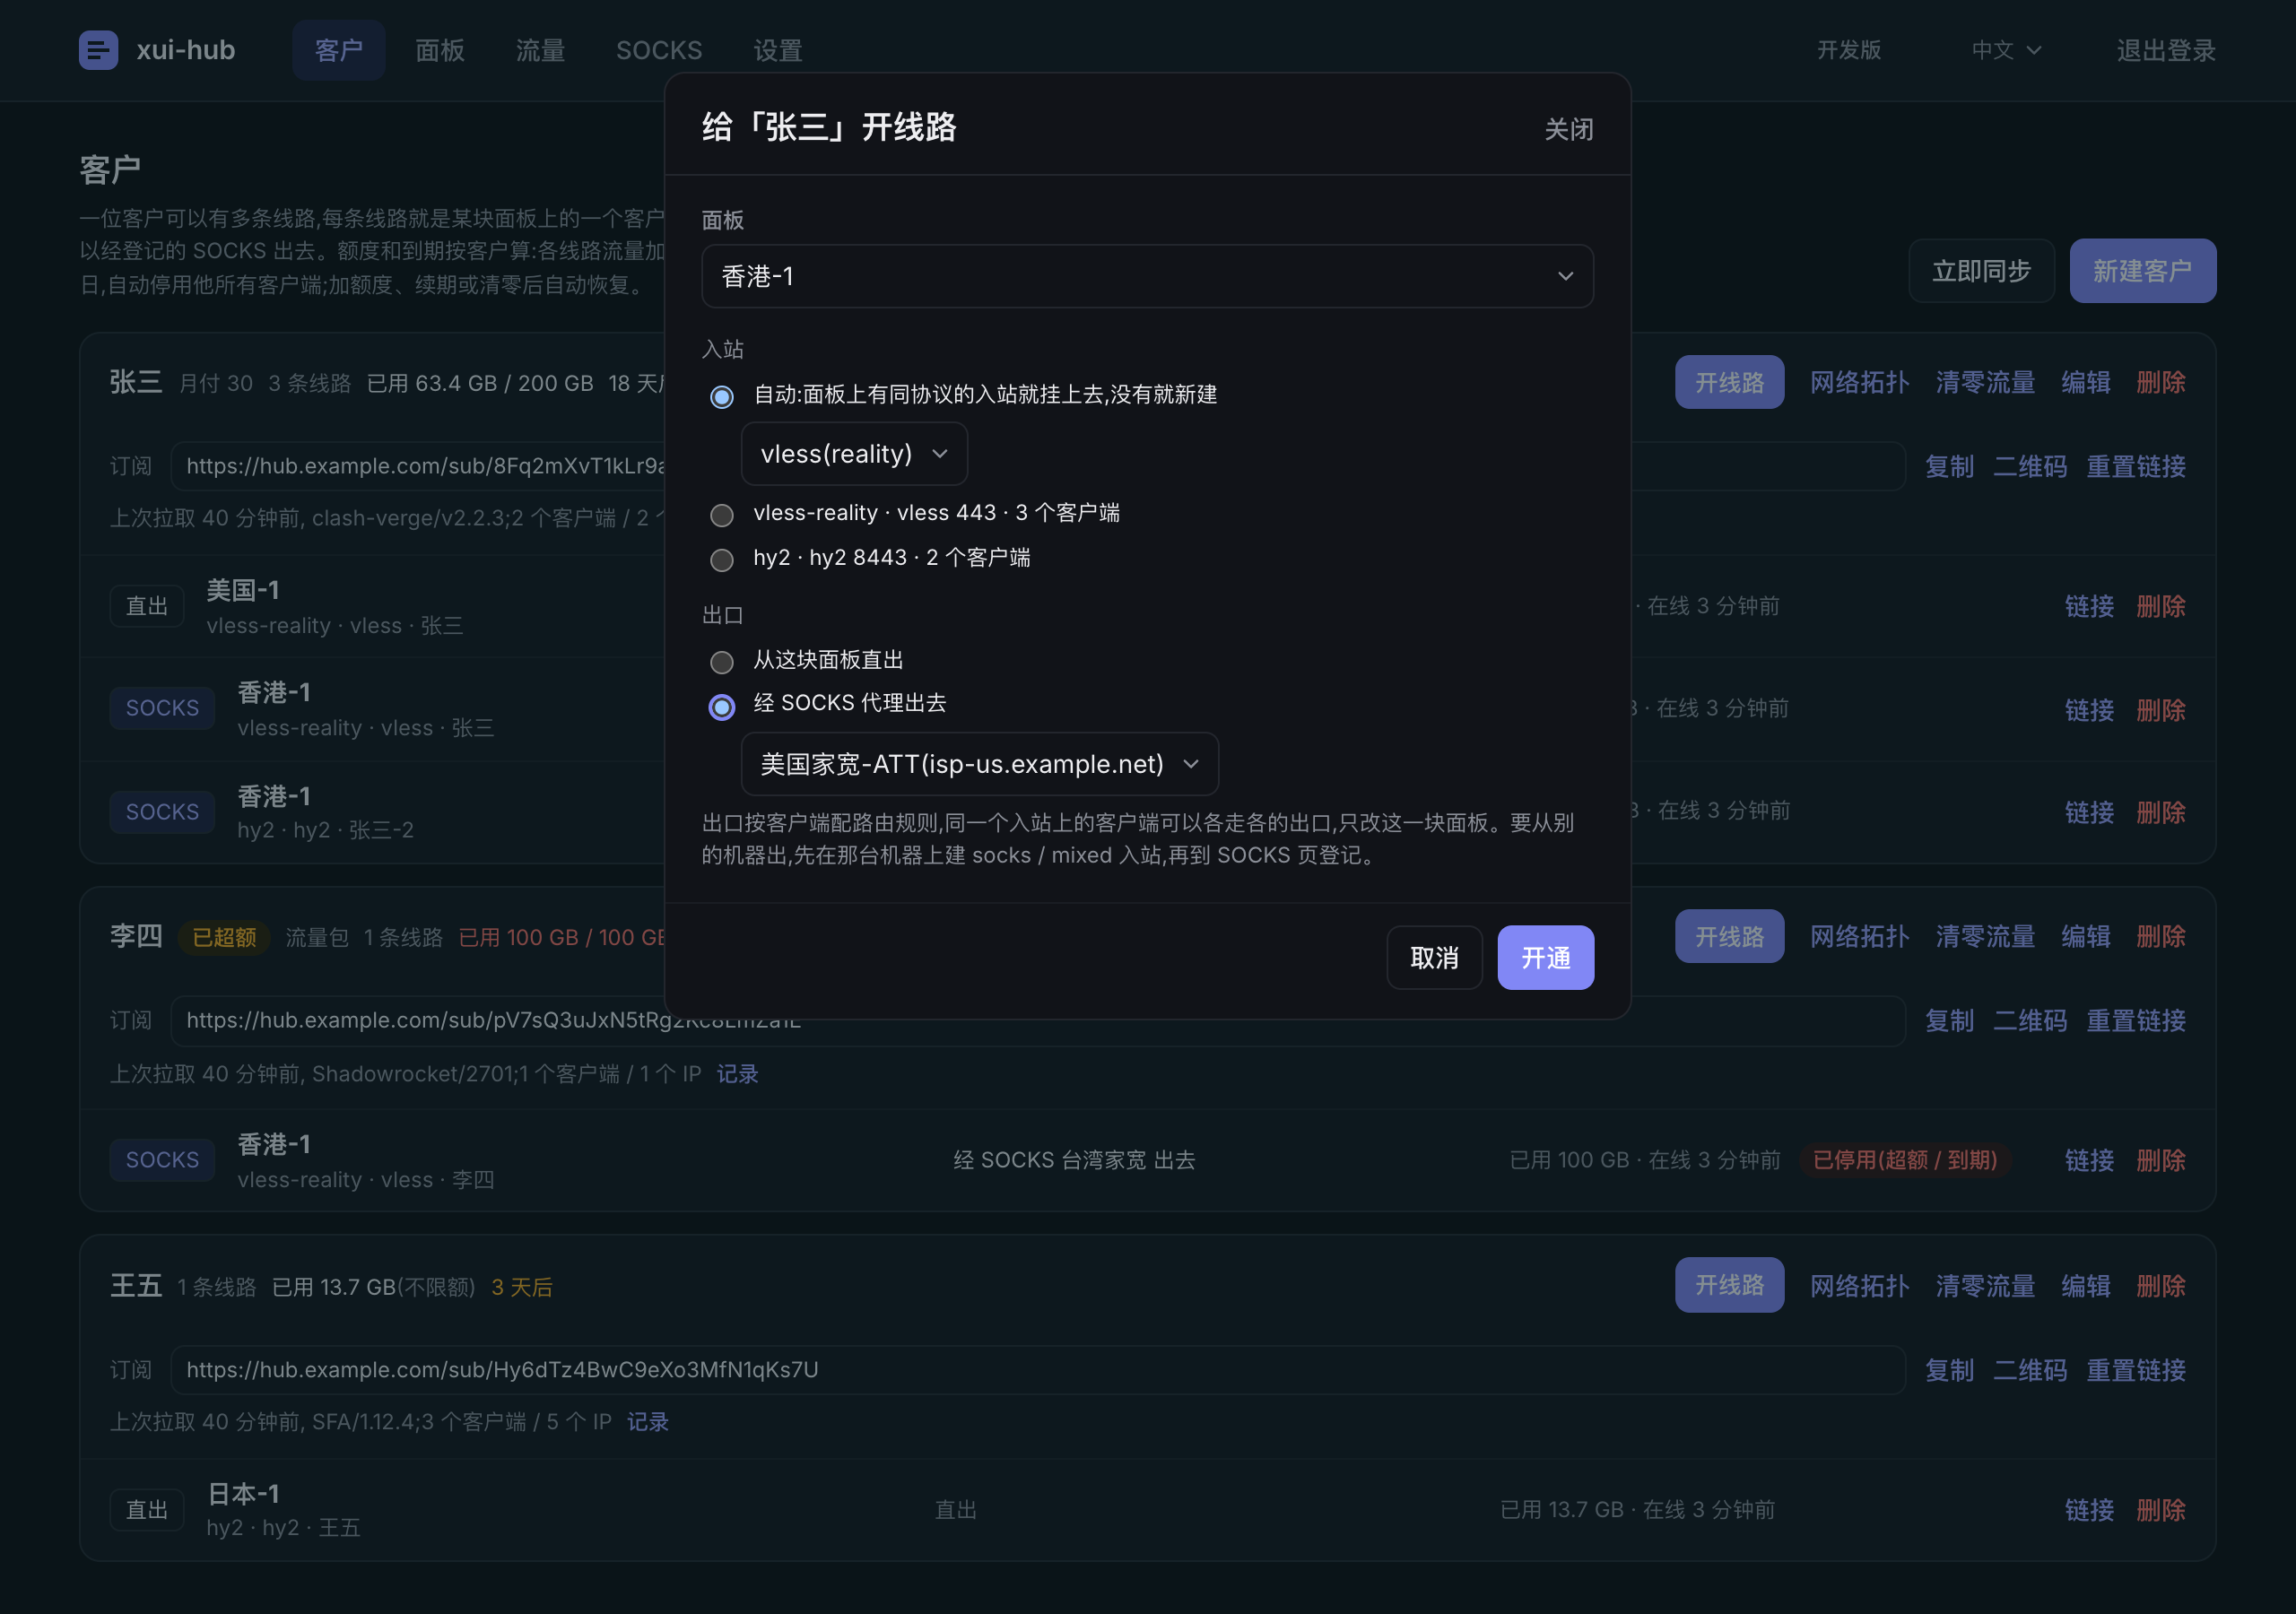 xui-hub 客户 面板 流量 SOCKS 设置 开发版 中文 退出登录
客户
一位客户可以有多条线路,每条线路就是某块面板上的一个客户
以经登记的 SOCKS 出去。额度和到期按客户算:各线路流量加
日,自动停用他所有客户端;加额度、续期或清零后自动恢复。
立即同步 新建客户
给「张三」开线路 关闭
面板
香港-1
入站
自动:面板上有同协议的入站就挂上去,没有就新建
vless(reality)
vless-reality · vless 443 · 3 个客户端
hy2 · hy2 8443 · 2 个客户端
出口
从这块面板直出
经 SOCKS 代理出去
美国家宽-ATT(isp-us.example.net)
出口按客户端配路由规则,同一个入站上的客户端可以各走各的出口,只改这一块面板。要从别
的机器出,先在那台机器上建 socks / mixed 入站,再到 SOCKS 页登记。
取消 开通
张三 月付 30 3 条线路 已用 63.4 GB / 200 GB 18 天
开线路 网络拓扑 清零流量 编辑 删除
订阅 https://hub.example.com/sub/8Fq2mXvT1kLr9
复制 二维码 重置链接
上次拉取 40 分钟前, clash-verge/v2.2.3;2 个客户端 / 2
直出 美国-1
vless-reality · vless · 张三
· 在线 3 分钟前 链接 删除
SOCKS 香港-1
vless-reality · vless · 张三
· 在线 3 分钟前 链接 删除
SOCKS 香港-1
hy2 · hy2 · 张三-2
· 在线 3 分钟前 链接 删除
李四 已超额 流量包 1 条线路 已用 100 GB / 100 GB
开线路 网络拓扑 清零流量 编辑 删除
订阅 https://hub.example.com/sub/
复制 二维码 重置链接
上次拉取 40 分钟前, Shadowrocket/2701;1 个客户端 / 1 个 IP 记录
SOCKS 香港-1
vless-reality · vless · 李四
经 SOCKS 台湾家宽 出去 已用 100 GB · 在线 3 分钟前 已停用(超额 / 到期) 链接 删除
王五 1 条线路 已用 13.7 GB(不限额) 3 天后
开线路 网络拓扑 清零流量 编辑 删除
订阅 https://hub.example.com/sub/Hy6dTz4BwC9eXo3MfN1qKs7U
复制 二维码 重置链接
上次拉取 40 分钟前, SFA/1.12.4;3 个客户端 / 5 个 IP 记录
直出 日本-1
hy2 · hy2 · 王五
直出 已用 13.7 GB · 在线 3 分钟前 链接 删除